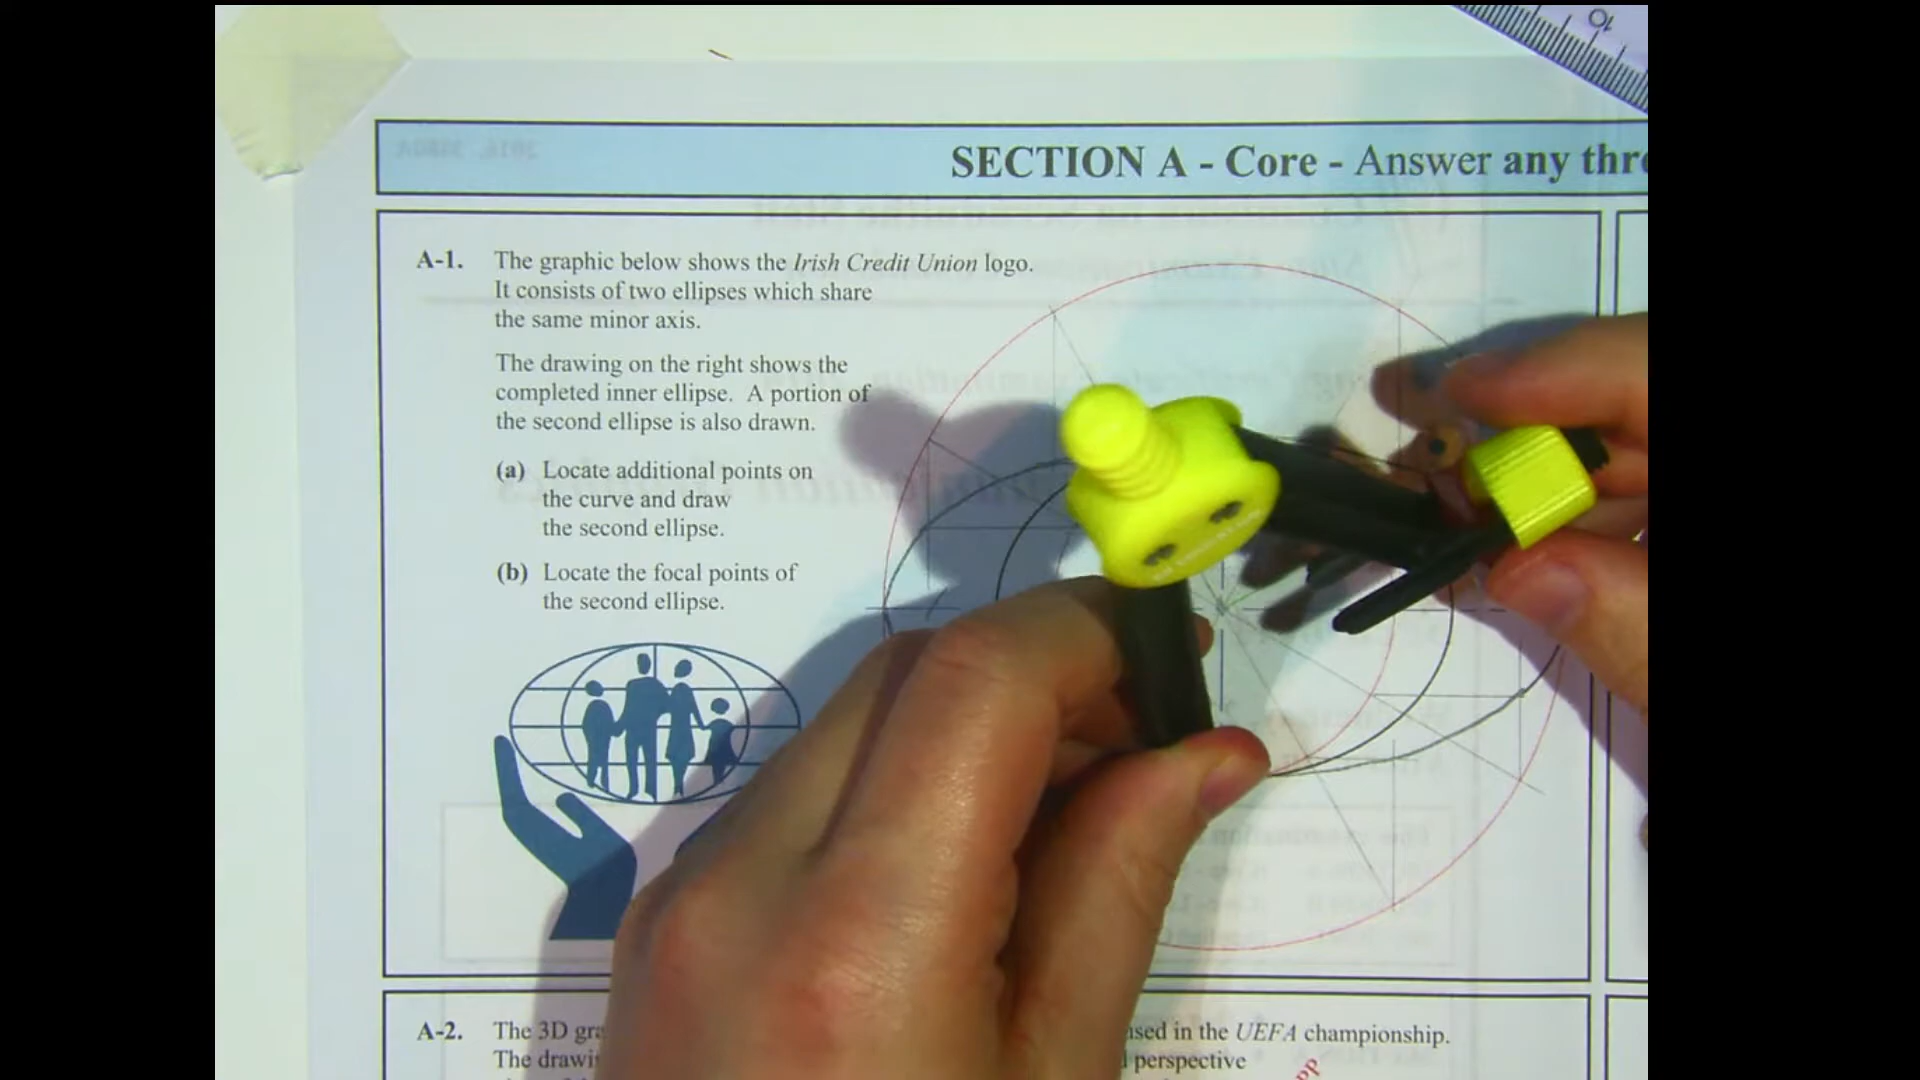 10
SECTION A - Core - Answer any thre
A-1. The graphic below shows the Irish Credit Union logo.
It consists of two ellipses which share
the same minor axis.
The drawing on the right shows the
completed inner ellipse. A portion of
the second ellipse is also drawn.
(a) Locate additional points on
the curve and draw
the second ellipse.
(b) Locate the focal points of
the second ellipse.
A-2. The 3D gra
used in the UEFA championship.
The drawi
perspective